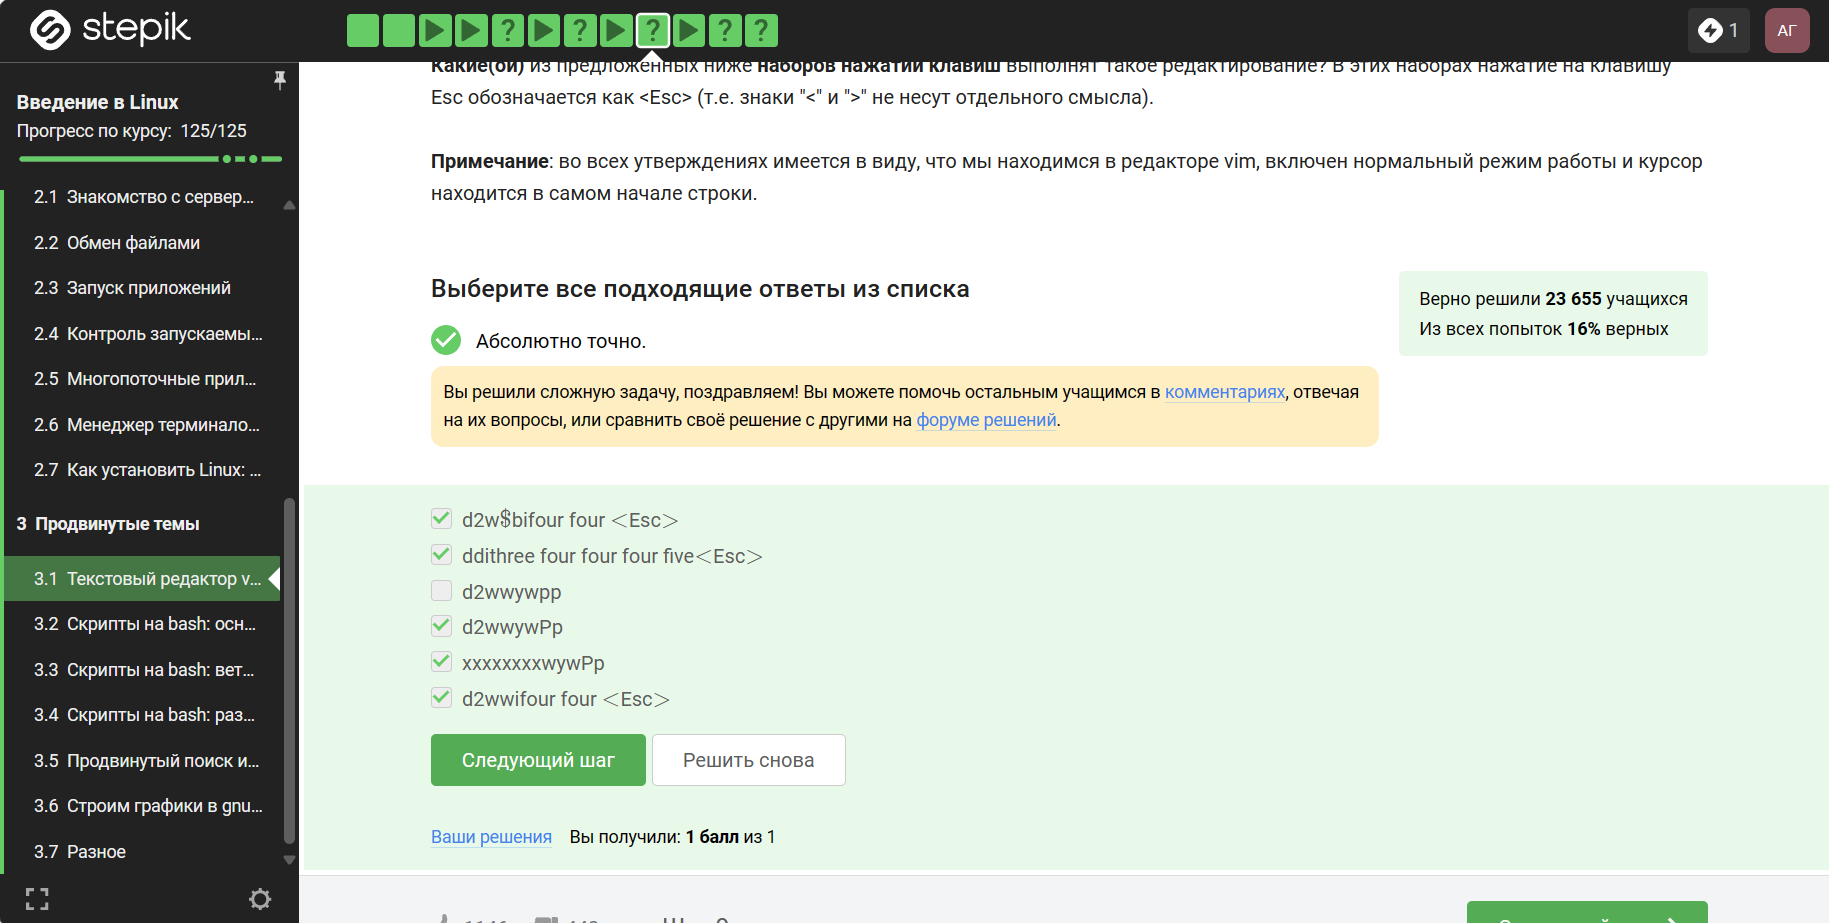 stepik
1
АГ
Введение в Linux
Прогресс по курсу: 125/125
2.1 Знакомство с сервер...
2.2 Обмен файлами
2.3 Запуск приложений
2.4 Контроль запускаемы...
2.5 Многопоточные прил...
2.6 Менеджер терминало...
2.7 Как установить Linux: ...
3 Продвинутые темы
3.1 Текстовый редактор v...
3.2 Скрипты на bash: осн...
3.3 Скрипты на bash: вет...
3.4 Скрипты на bash: раз...
3.5 Продвинутый поиск и...
3.6 Строим графики в gnu...
3.7 Разное
Какие(ой) из предложенных ниже наборов нажатий клавиш выполнят такое редактирование? В этих наборах нажатие на клавишу
Esc обозначается как <Esc> (т.е. знаки "<" и ">" не несут отдельного смысла).
Примечание: во всех утверждениях имеется в виду, что мы находимся в редакторе vim, включен нормальный режим работы и курсор
находится в самом начале строки.
Выберите все подходящие ответы из списка
Верно решили 23 655 учащихся
Из всех попыток 16% верных
Абсолютно точно.
Вы решили сложную задачу, поздравляем! Вы можете помочь остальным учащимся в комментариях, отвечая
на их вопросы, или сравнить своё решение с другими на форуме решений.
d2w$bifour four <Esc>
ddithree four four four five<Esc>
d2wwywpp
d2wwywPp
xxxxxxxxwywPp
d2wwifour four <Esc>
Следующий шаг
Решить снова
Ваши решения Вы получили: 1 балл из 1